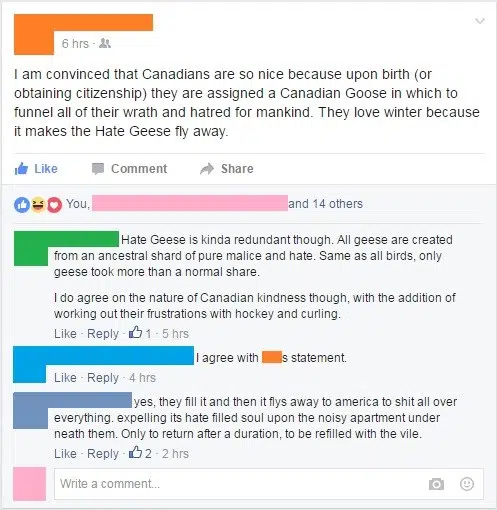 6 hrs ·
I am convinced that Canadians are so nice because upon birth (or
obtaining citizenship) they are assigned a Canadian Goose in which to
funnel all of their wrath and hatred for mankind. They love winter because
it makes the Hate Geese fly away.
Like Comment Share
You, and 14 others
Hate Geese is kinda redundant though. All geese are created
from an ancestral shard of pure malice and hate. Same as all birds, only
geese took more than a normal share.
I do agree on the nature of Canadian kindness though, with the addition of
working out their frustrations with hockey and curling.
Like · Reply · 1 · 5 hrs
I agree with s statement.
Like · Reply · 4 hrs
yes, they fill it and then it flys away to america to shit all over
everything. expelling its hate filled soul upon the noisy apartment under
neath them. Only to return after a duration, to be refilled with the vile.
Like · Reply · 2 · 2 hrs
Write a comment...